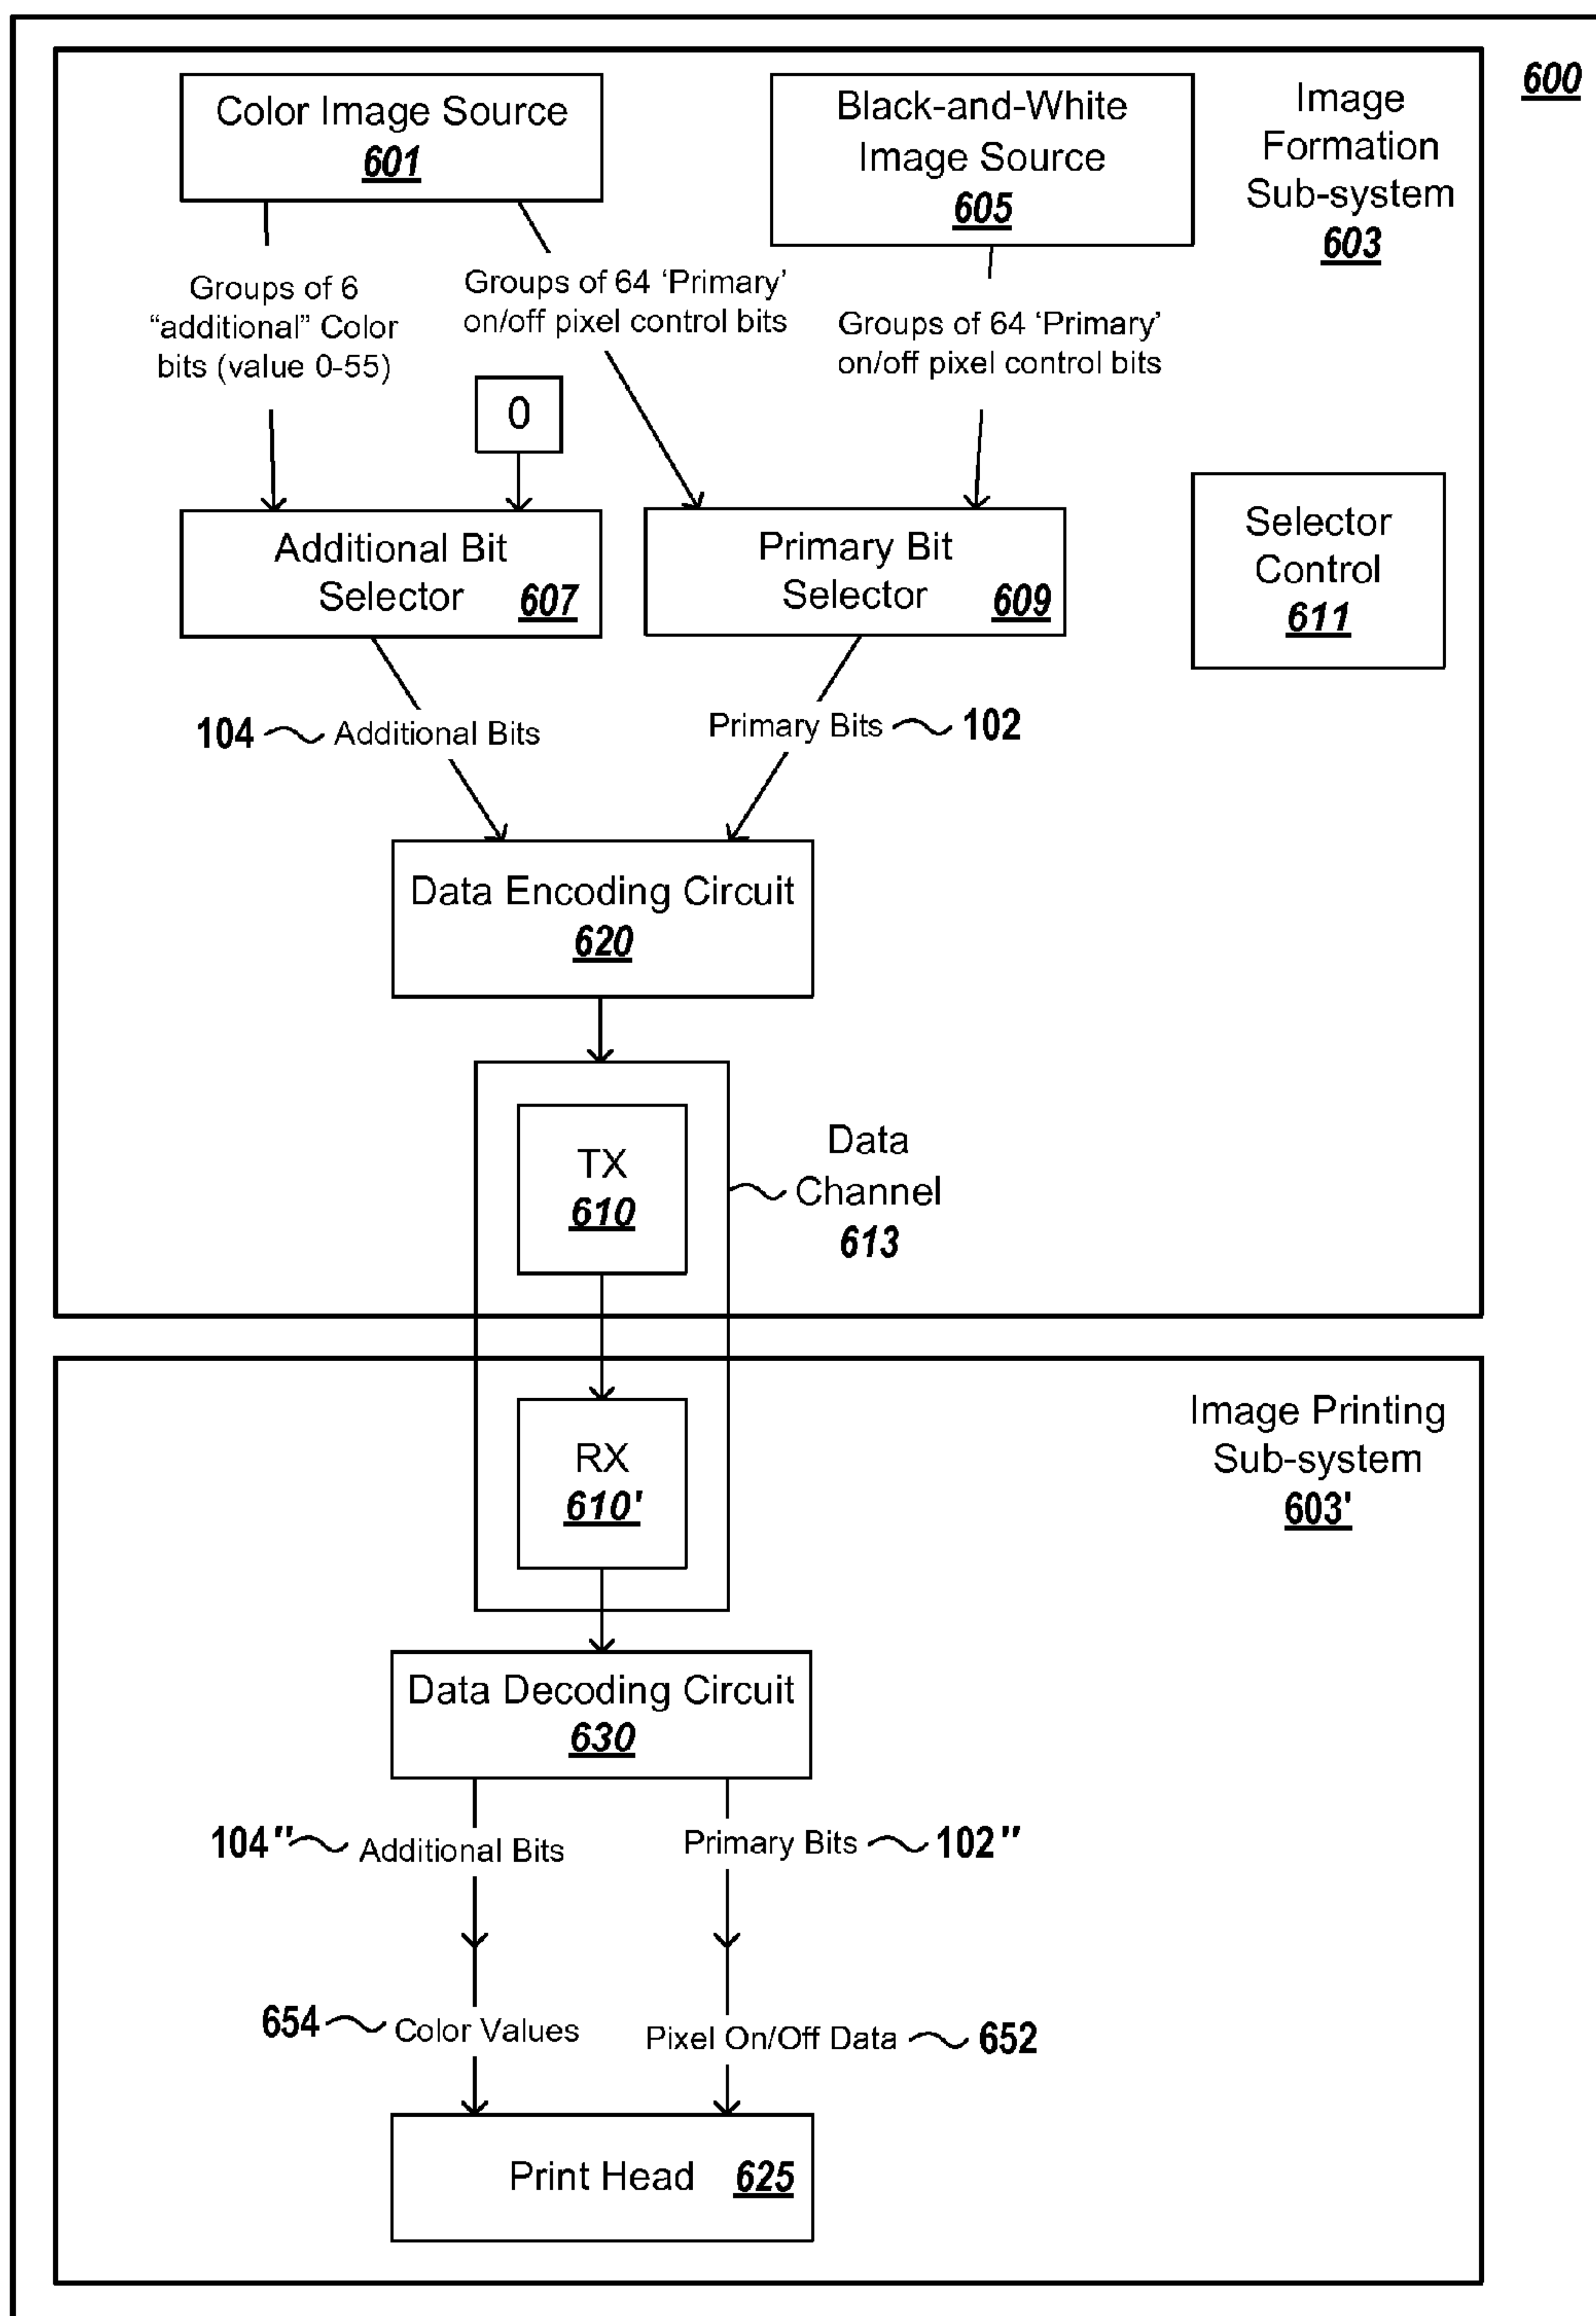 600
Color Image Source
601
Black-and-White
Image Source
605
Image
Formation
Sub-system
603
Groups of 6
“additional” Color
bits (value 0-55)
Groups of 64 ‘Primary’
on/off pixel control bits
Groups of 64 ‘Primary’
on/off pixel control bits
0
Additional Bit
Selector 607
Primary Bit
Selector 609
Selector
Control
611
104 Additional Bits
Primary Bits 102
Data Encoding Circuit
620
TX
610
Data
Channel
613
RX
610'
Image Printing
Sub-system
603'
Data Decoding Circuit
630
104" Additional Bits
Primary Bits 102"
654 Color Values
Pixel On/Off Data 652
Print Head 625